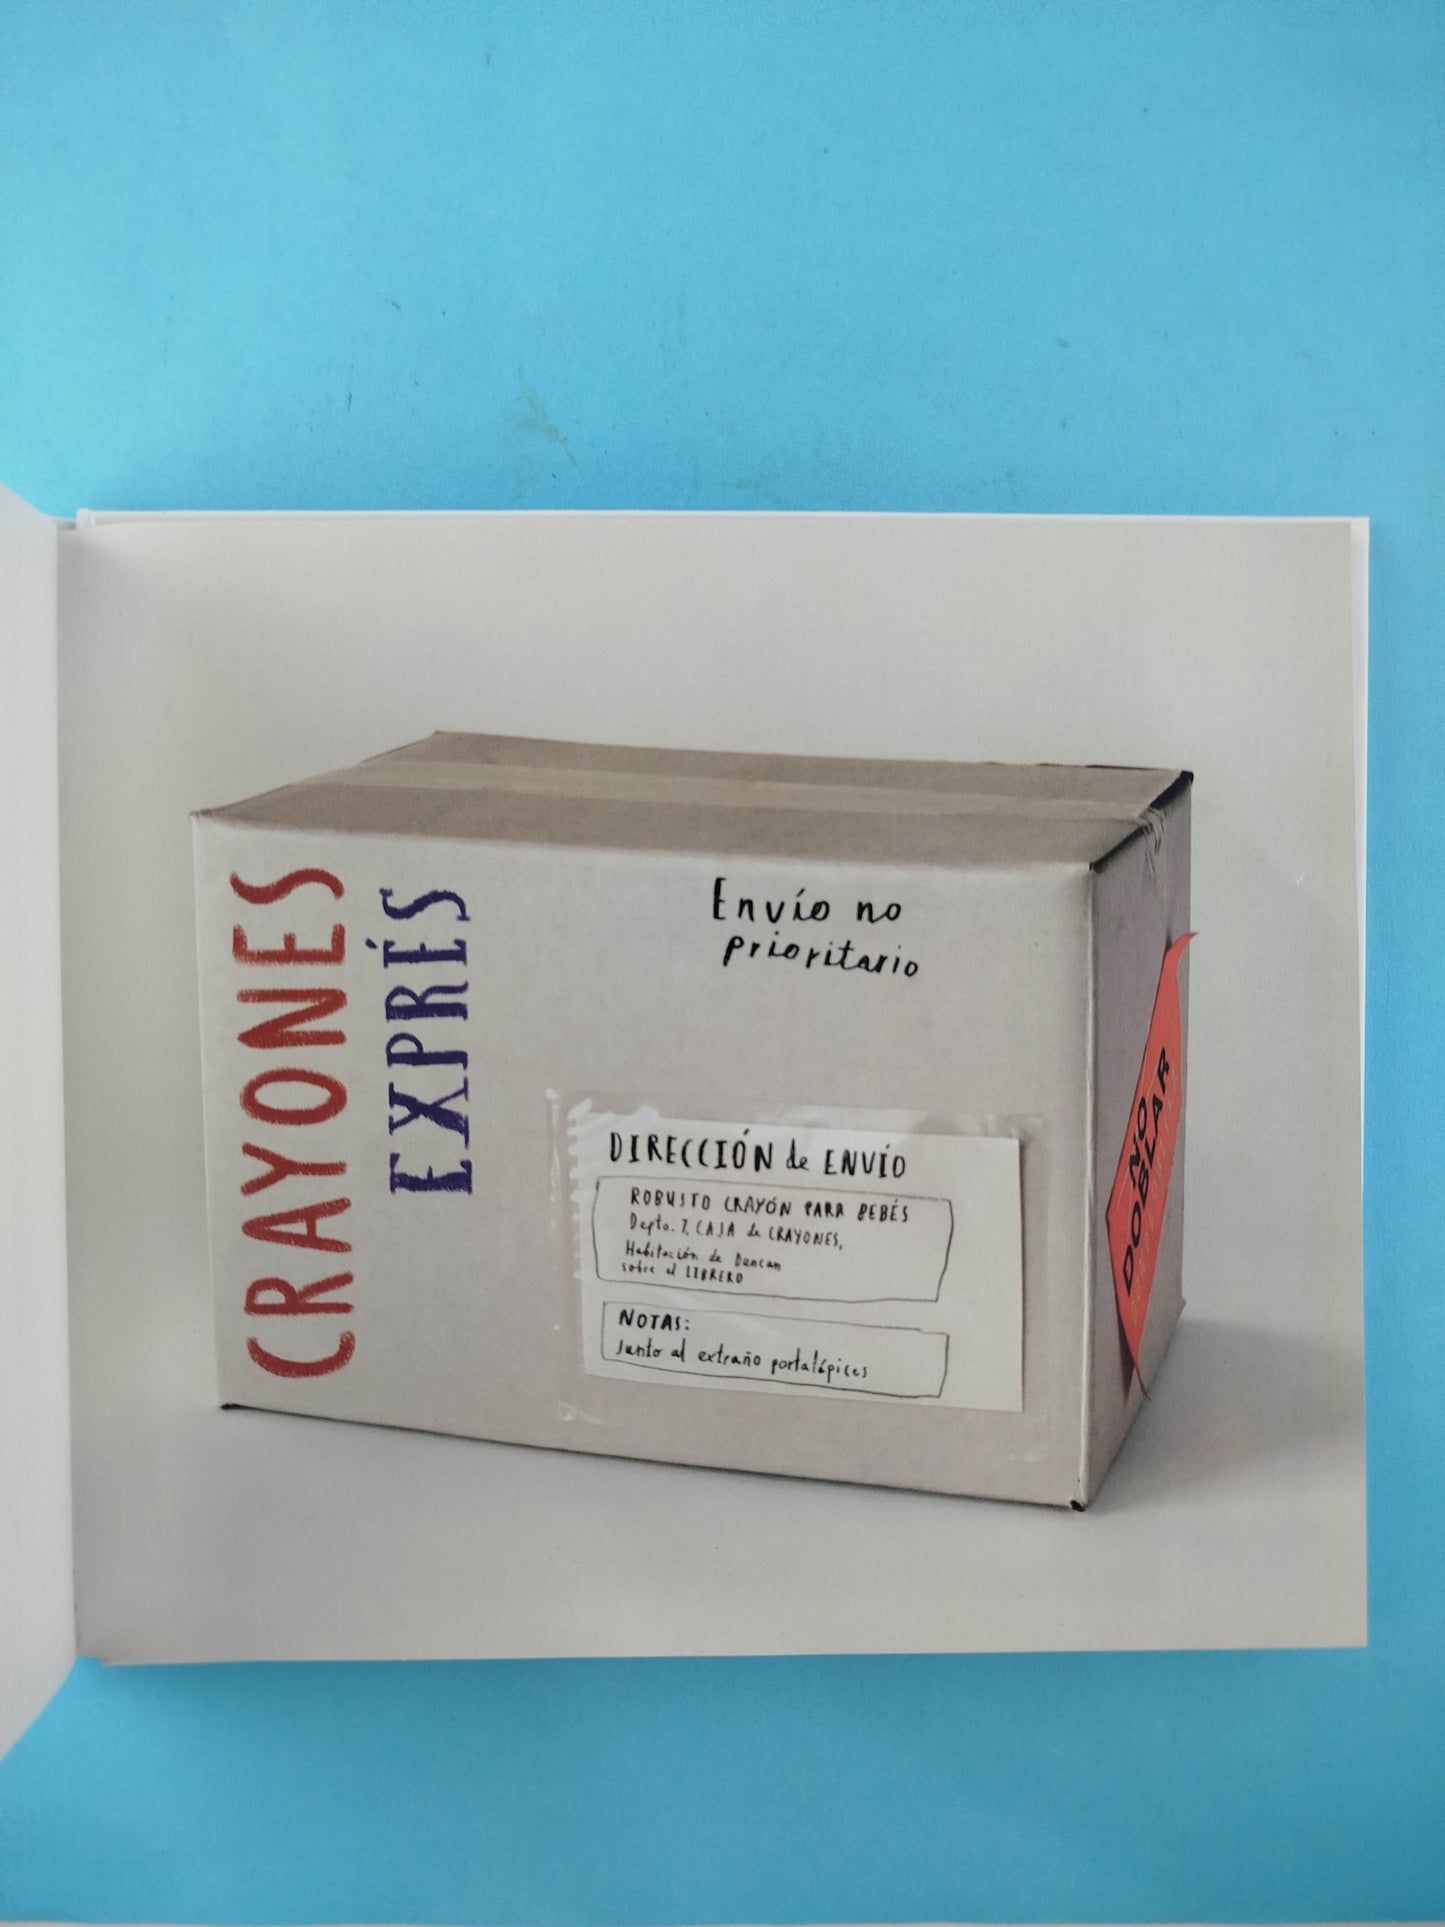 CRAYONES
EXPRÉS
Envío no
prioritario
DIRECCIÓN de ENVÍO
ROBUSTO CRAYÓN PARA BEBÉS
Depto. 7, CAJA de CRAYONES,
Habitación de Duncan
sobre el LIBRERO
NOTAS:
Junto al extraño portalápices
NO
DOBLAR